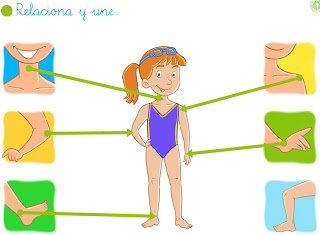 Relaciona y une.